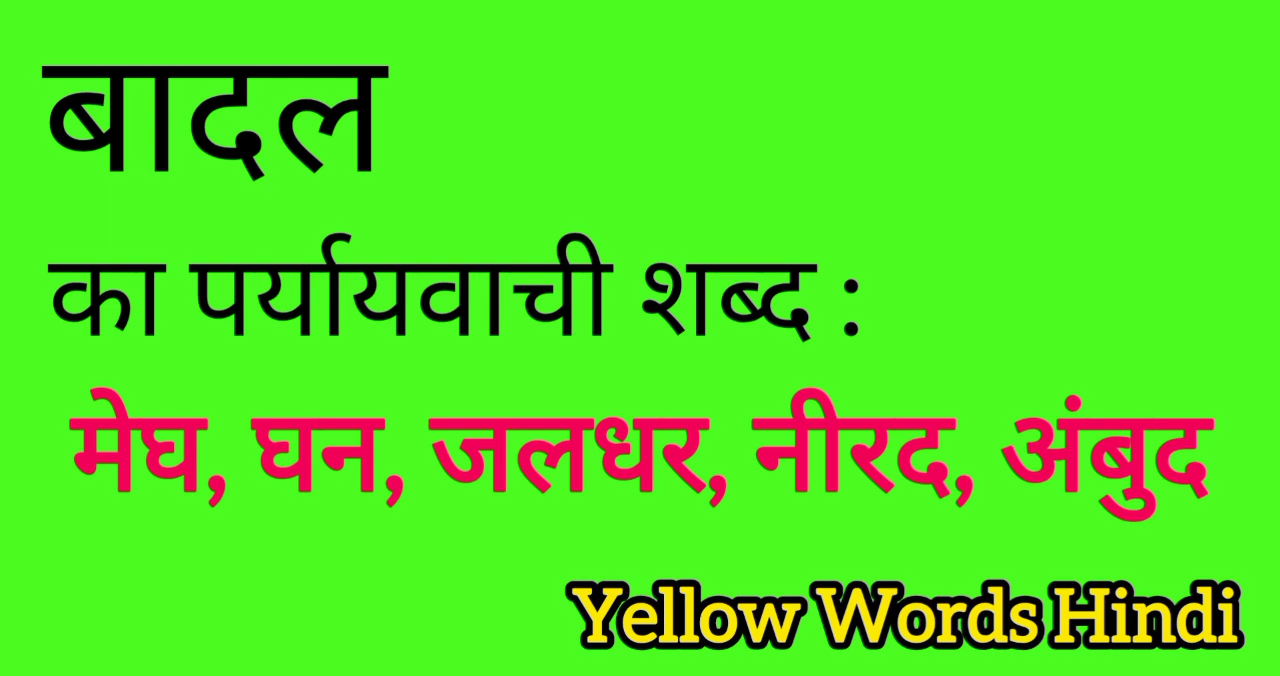 बादल
का पर्यायवाची शब्द :
मेघ, घन, जलधर, नीरद, अंबुद
Yellow Words Hindi